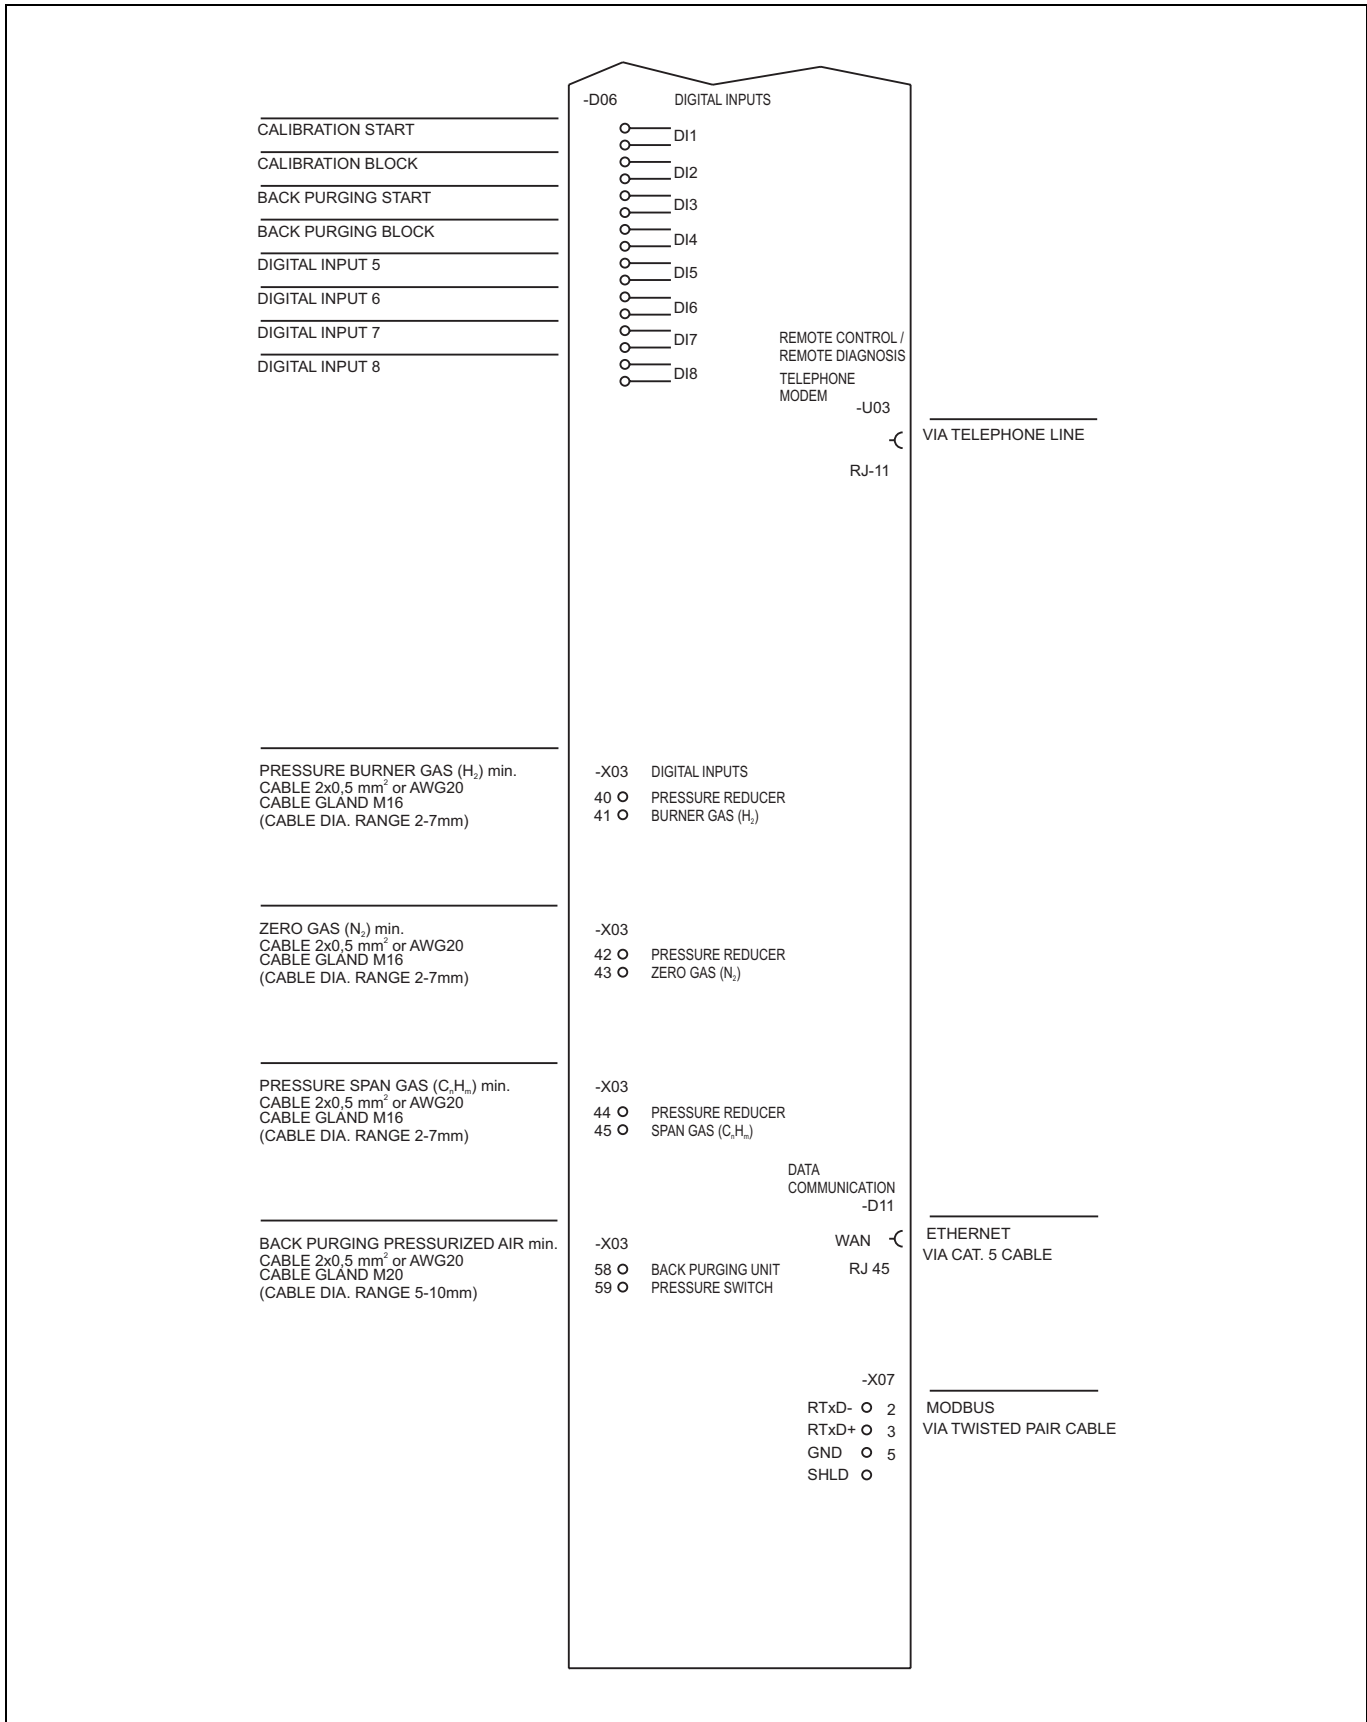 -D06 DIGITAL INPUTS
CALIBRATION START
DI1
CALIBRATION BLOCK
DI2
BACK PURGING START
DI3
BACK PURGING BLOCK
DI4
DIGITAL INPUT 5
DI5
DIGITAL INPUT 6
DI6
DIGITAL INPUT 7
DI7
DIGITAL INPUT 8
DI8
REMOTE CONTROL /
REMOTE DIAGNOSIS
TELEPHONE
MODEM
-U03
VIA TELEPHONE LINE
RJ-11
PRESSURE BURNER GAS (H₂) min.
CABLE 2x0,5 mm² or AWG20
CABLE GLAND M16
(CABLE DIA. RANGE 2-7mm)
-X03 DIGITAL INPUTS
40 PRESSURE REDUCER
41 BURNER GAS (H₂)
ZERO GAS (N₂) min.
CABLE 2x0,5 mm² or AWG20
CABLE GLAND M16
(CABLE DIA. RANGE 2-7mm)
-X03
42 PRESSURE REDUCER
43 ZERO GAS (N₂)
PRESSURE SPAN GAS (CₙHₘ) min.
CABLE 2x0,5 mm² or AWG20
CABLE GLAND M16
(CABLE DIA. RANGE 2-7mm)
-X03
44 PRESSURE REDUCER
45 SPAN GAS (CₙHₘ)
DATA
COMMUNICATION
-D11
WAN
RJ 45
ETHERNET
VIA CAT. 5 CABLE
BACK PURGING PRESSURIZED AIR min.
CABLE 2x0,5 mm² or AWG20
CABLE GLAND M20
(CABLE DIA. RANGE 5-10mm)
-X03
58 BACK PURGING UNIT
59 PRESSURE SWITCH
-X07
RTxD- 2
RTxD+ 3
GND 5
SHLD
MODBUS
VIA TWISTED PAIR CABLE